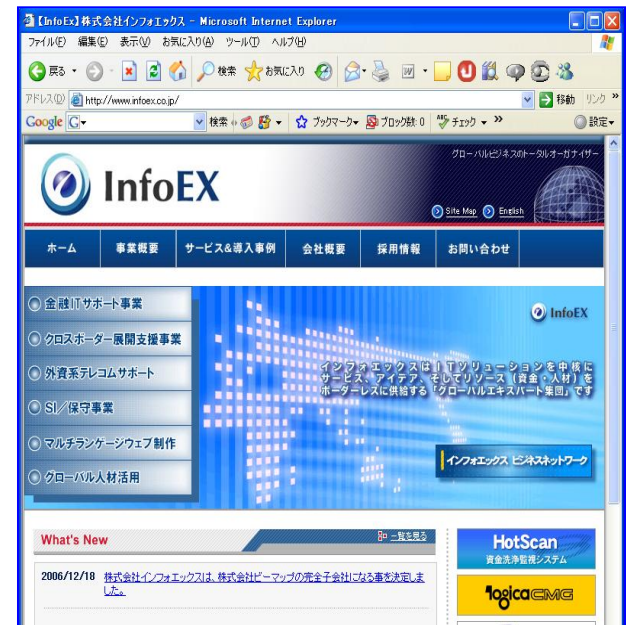 【InfoEx】株式会社インフォエックス - Microsoft Internet Explorer
ファイル(F) 編集(E) 表示(V) お気に入り(A) ツール(T) ヘルプ(H)
戻る 検索 お気に入り
アドレス(D) http://www.infoex.co.jp/ 移動 リンク »
Google G 検索 ブックマーク ブロック数: 0 チェック » 設定
グローバルビジネスのトータルオーガナイザー
InfoEX
Site Map English
ホーム 事業概要 サービス&導入事例 会社概要 採用情報 お問い合わせ
金融ITサポート事業
InfoEX
クロスボーダー展開支援事業
外資系テレコムサポート
インフォエックスはITソリューションを中核に
サービス、アイデア、そしてリソース（資金・人材）を
ボーダーレスに供給する「グローバルエキスパート集団」です
SI／保守事業
マルチランゲージウェブ制作
インフォエックス ビジネスネットワーク
グローバル人材活用
What's New 一覧を見る
HotScan
資金洗浄監視システム
2006/12/18 株式会社インフォエックスは、株式会社ビーマップの完全子会社になる事を決定しま
した。
logicaCMG